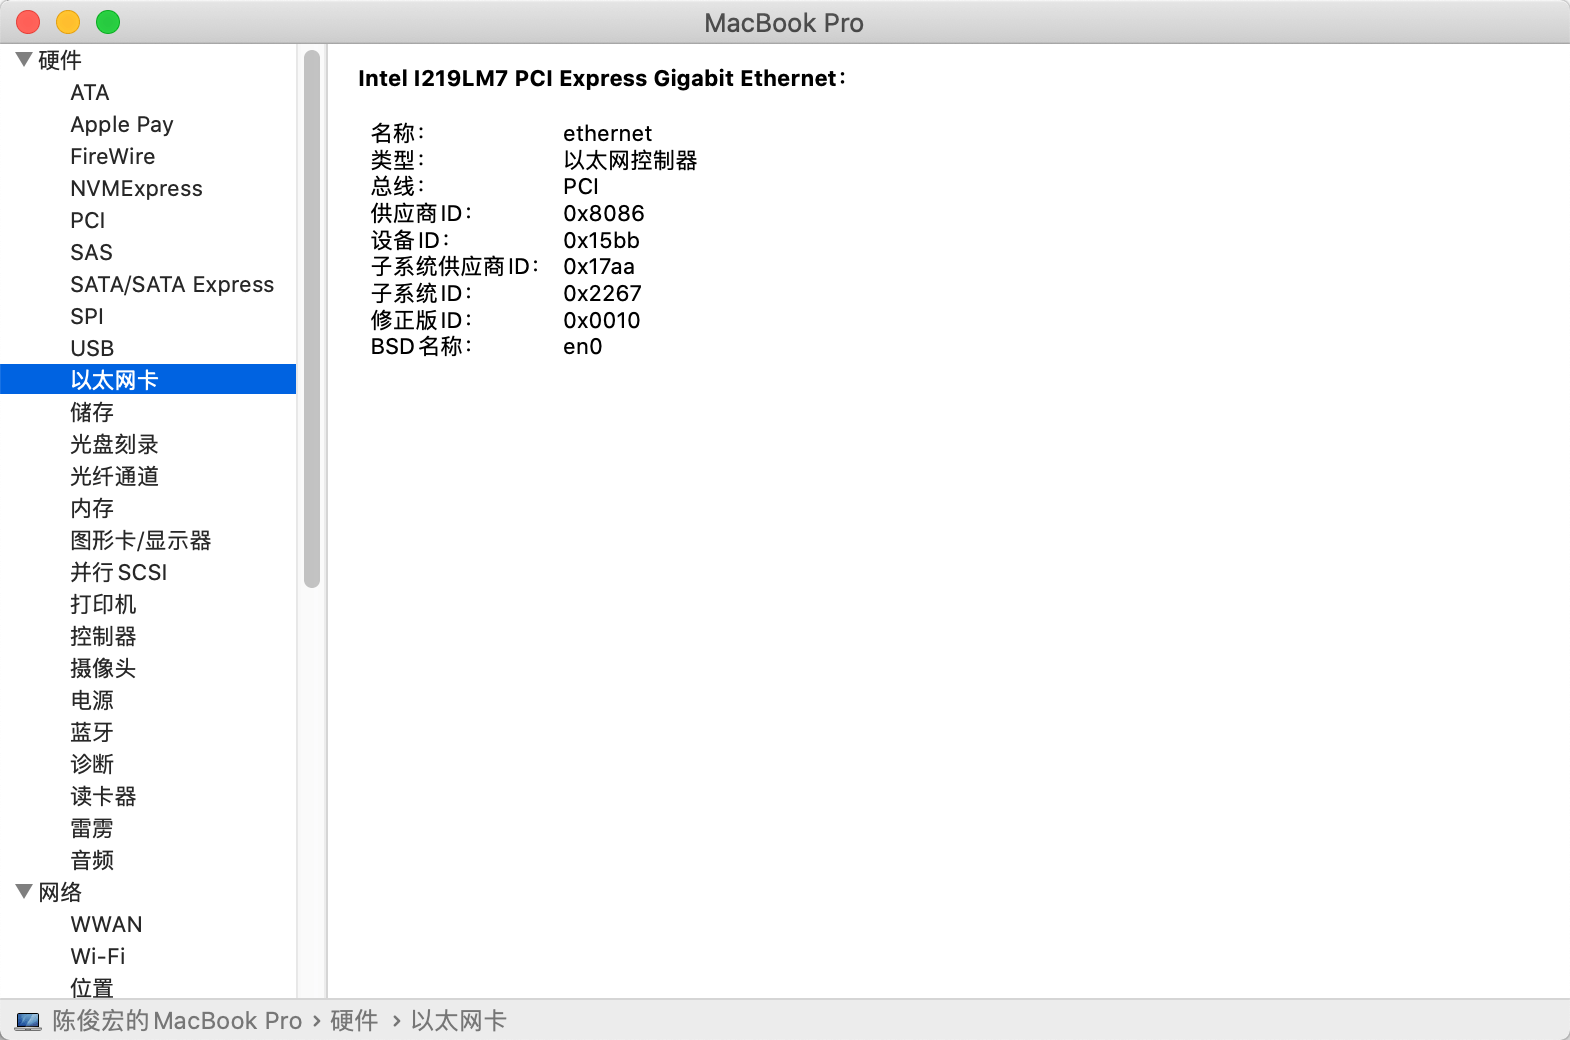 MacBook Pro
硬件
ATA
Apple Pay
FireWire
NVMExpress
PCI
SAS
SATA/SATA Express
SPI
USB
以太网卡
储存
光盘刻录
光纤通道
内存
图形卡/显示器
并行 SCSI
打印机
控制器
摄像头
电源
蓝牙
诊断
读卡器
雷雳
音频
网络
WWAN
Wi-Fi
位置
Intel I219LM7 PCI Express Gigabit Ethernet：
名称： ethernet
类型： 以太网控制器
总线： PCI
供应商 ID： 0x8086
设备 ID： 0x15bb
子系统供应商 ID： 0x17aa
子系统 ID： 0x2267
修正版 ID： 0x0010
BSD 名称： en0
陈俊宏的 MacBook Pro › 硬件 › 以太网卡